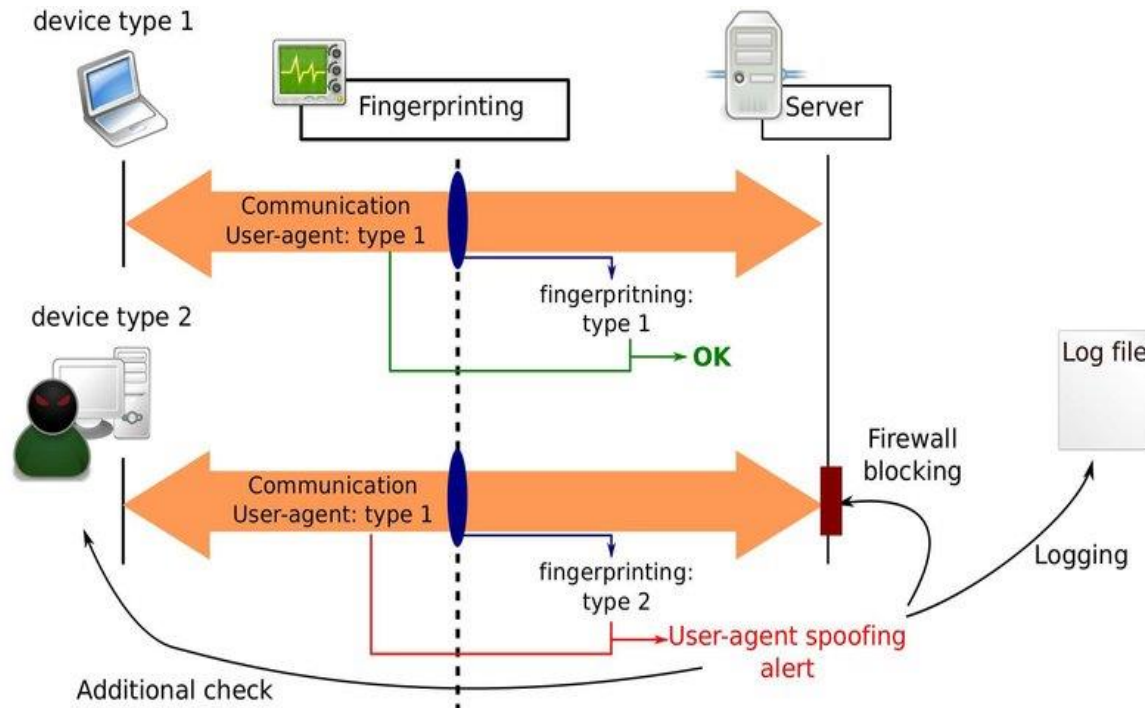 device type 1
Fingerprinting
Server
Communication
User-agent: type 1
fingerpritning:
type 1
OK
device type 2
Log file
Firewall
blocking
Communication
User-agent: type 1
fingerprinting:
type 2
Logging
User-agent spoofing
alert
Additional check